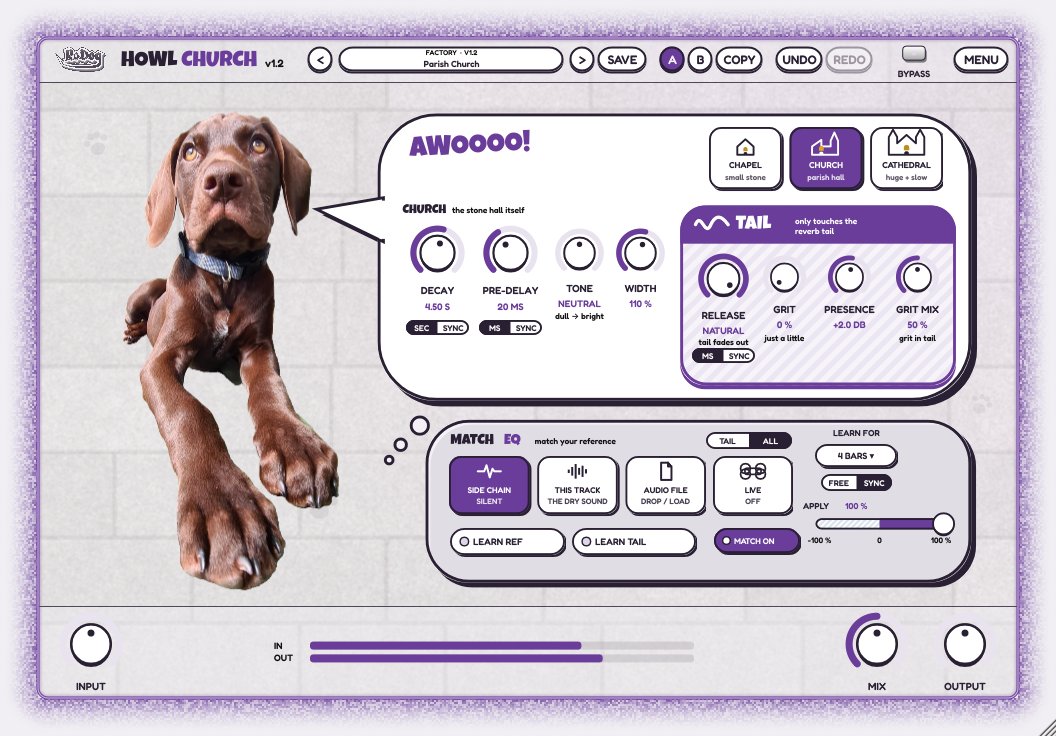 K9Dog
HOWL CHURCH v1.2
<
FACTORY - V1.2
Parish Church
>
SAVE
A
B
COPY
UNDO
REDO
BYPASS
MENU
AWOOOO!
CHAPEL
small stone
CHURCH
parish hall
CATHEDRAL
huge + slow
CHURCH the stone hall itself
DECAY
4.50 S
SEC SYNC
PRE-DELAY
20 MS
MS SYNC
TONE
NEUTRAL
dull → bright
WIDTH
110 %
TAIL
only touches the
reverb tail
RELEASE
NATURAL
tail fades out
MS SYNC
GRIT
0 %
just a little
PRESENCE
+2.0 DB
GRIT MIX
50 %
grit in tail
MATCH EQ match your reference
TAIL ALL
SIDE CHAIN
SILENT
THIS TRACK
THE DRY SOUND
AUDIO FILE
DROP / LOAD
LIVE
OFF
LEARN REF
LEARN TAIL
MATCH ON
LEARN FOR
4 BARS ▾
FREE SYNC
APPLY 100 %
-100 % 0 100 %
INPUT
IN
OUT
MIX
OUTPUT